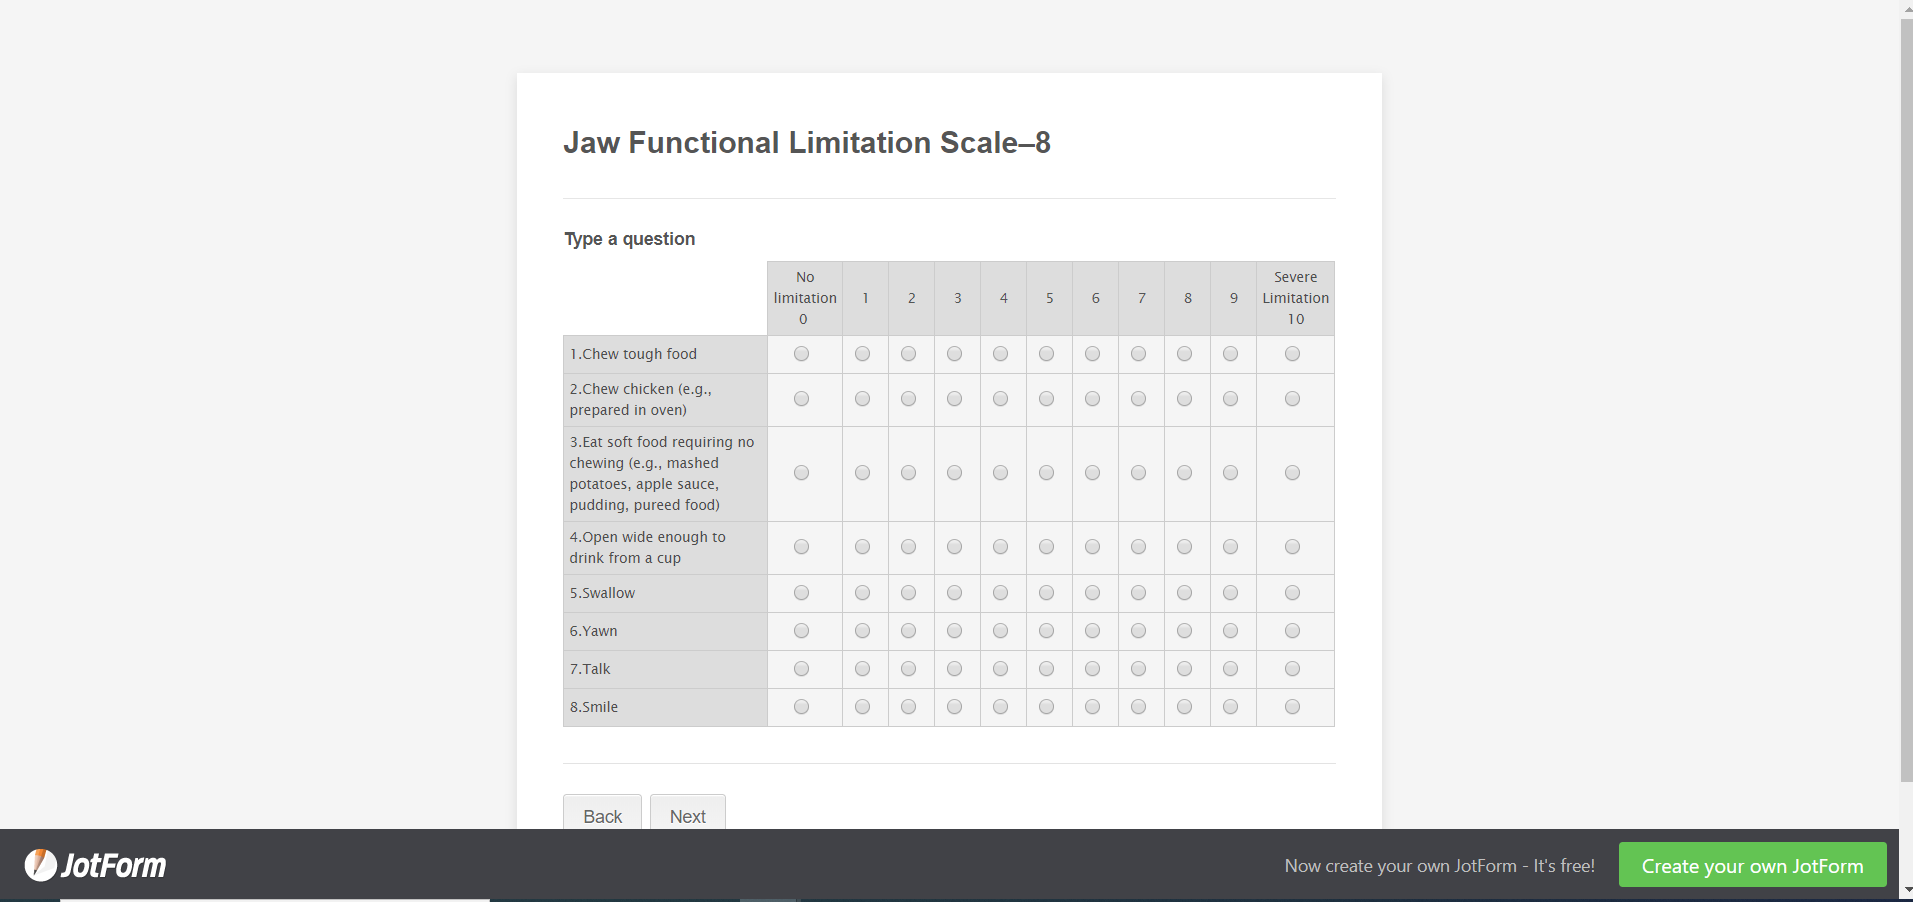 Jaw Functional Limitation Scale–8
Type a question
No
limitation 1 2 3 4 5 6 7 8 9 Severe
Limitation
0 10
1.Chew tough food
2.Chew chicken (e.g.,
prepared in oven)
3.Eat soft food requiring no
chewing (e.g., mashed
potatoes, apple sauce,
pudding, pureed food)
4.Open wide enough to
drink from a cup
5.Swallow
6.Yawn
7.Talk
8.Smile
Back Next
JotForm
Now create your own JotForm - It's free!
Create your own JotForm